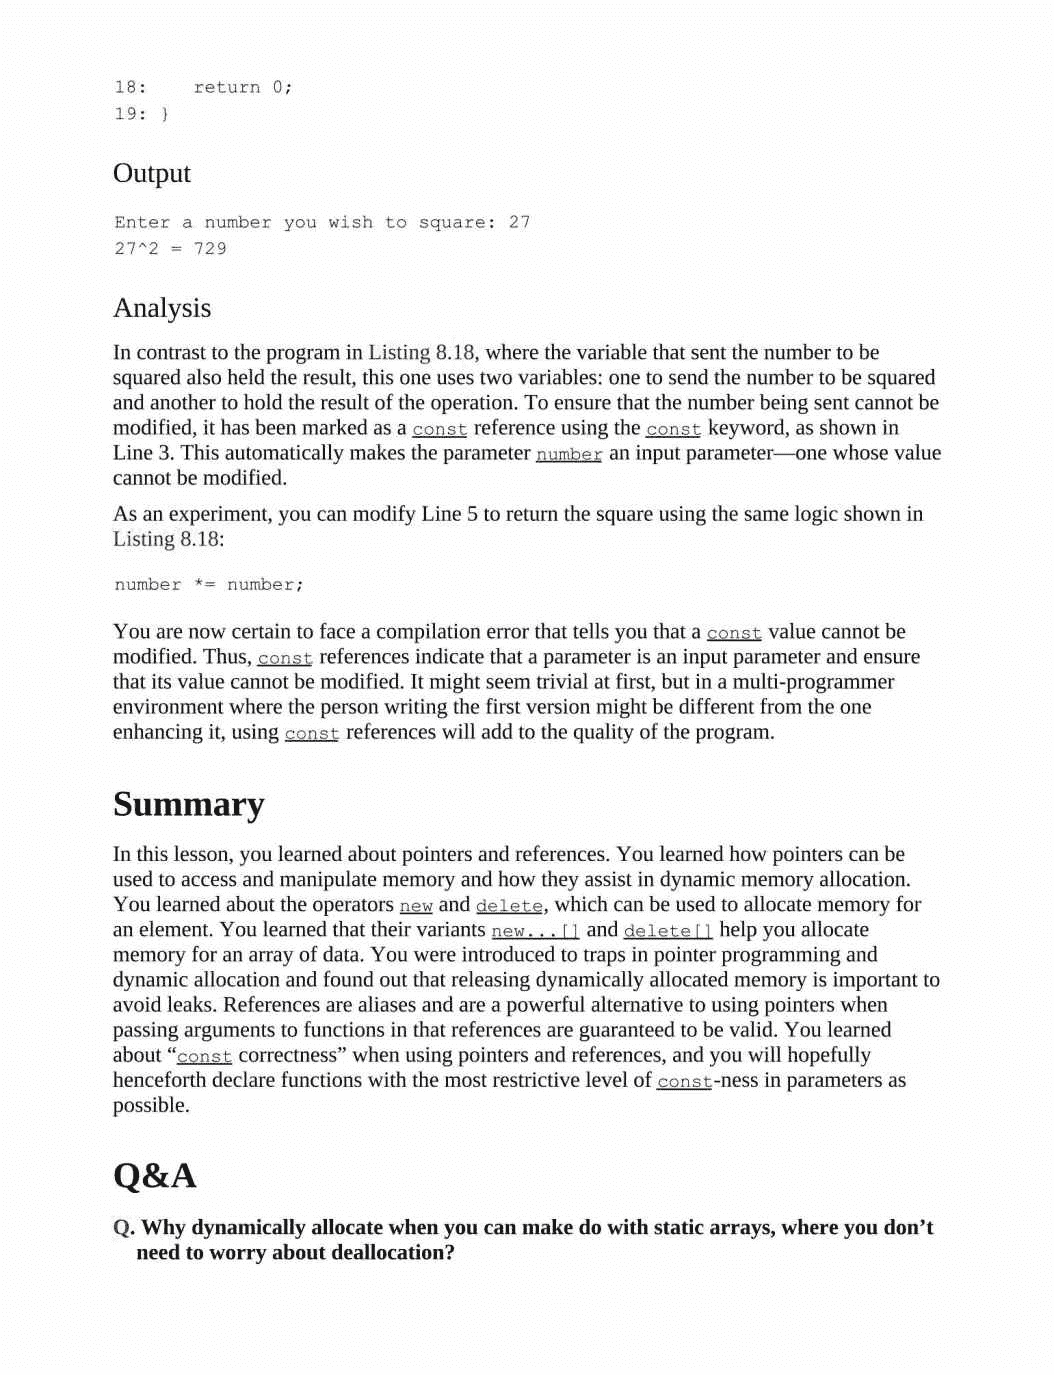 18:    return 0;
19: }
Output
Enter a number you wish to square: 27
27^2 = 729
Analysis
In contrast to the program in Listing 8.18, where the variable that sent the number to be
squared also held the result, this one uses two variables: one to send the number to be squared
and another to hold the result of the operation. To ensure that the number being sent cannot be
modified, it has been marked as a const reference using the const keyword, as shown in
Line 3. This automatically makes the parameter number an input parameter—one whose value
cannot be modified.
As an experiment, you can modify Line 5 to return the square using the same logic shown in
Listing 8.18:
number *= number;
You are now certain to face a compilation error that tells you that a const value cannot be
modified. Thus, const references indicate that a parameter is an input parameter and ensure
that its value cannot be modified. It might seem trivial at first, but in a multi-programmer
environment where the person writing the first version might be different from the one
enhancing it, using const references will add to the quality of the program.
Summary
In this lesson, you learned about pointers and references. You learned how pointers can be
used to access and manipulate memory and how they assist in dynamic memory allocation.
You learned about the operators new and delete, which can be used to allocate memory for
an element. You learned that their variants new...[] and delete[] help you allocate
memory for an array of data. You were introduced to traps in pointer programming and
dynamic allocation and found out that releasing dynamically allocated memory is important to
avoid leaks. References are aliases and are a powerful alternative to using pointers when
passing arguments to functions in that references are guaranteed to be valid. You learned
about “const correctness” when using pointers and references, and you will hopefully
henceforth declare functions with the most restrictive level of const-ness in parameters as
possible.
Q&A
Q. Why dynamically allocate when you can make do with static arrays, where you don’t
need to worry about deallocation?